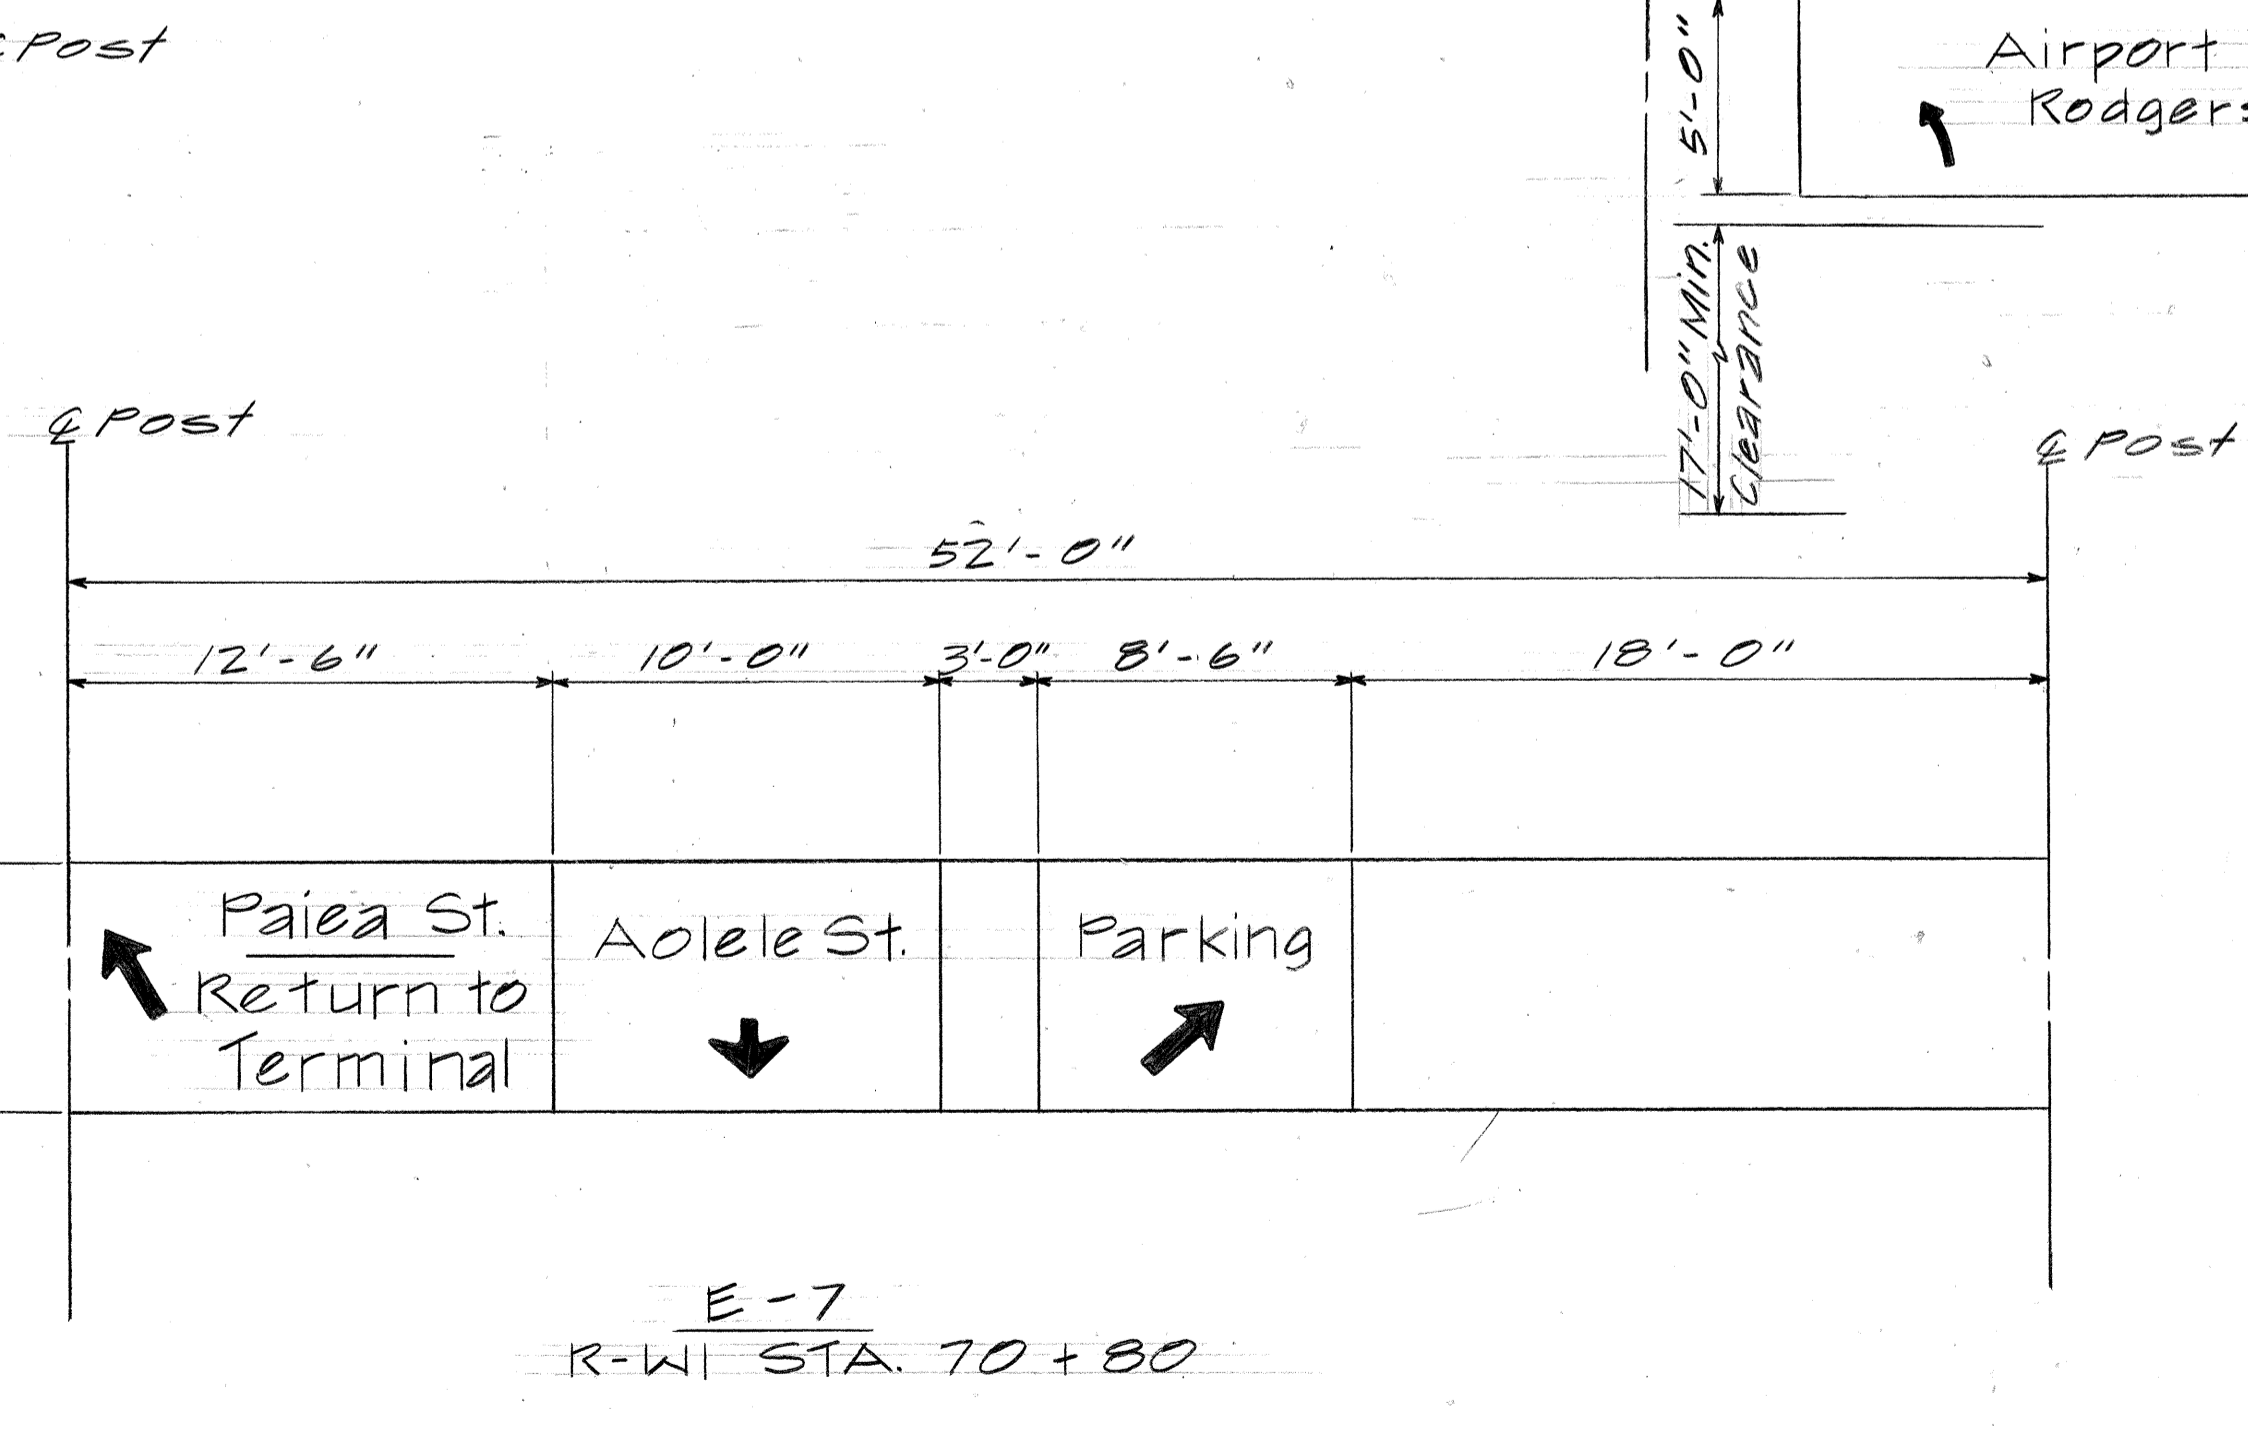 ℄ Post
5'-0"
Airport
Rodgers
17'-0" Min.
Clearance
℄ Post
℄ Post
52'-0"
12'-6"
10'-0"
3'-0"
8'-6"
18'-0"
Paiea St.
Return to
Terminal
Aolele St.
Parking
E-7
R-W1 STA. 70+80